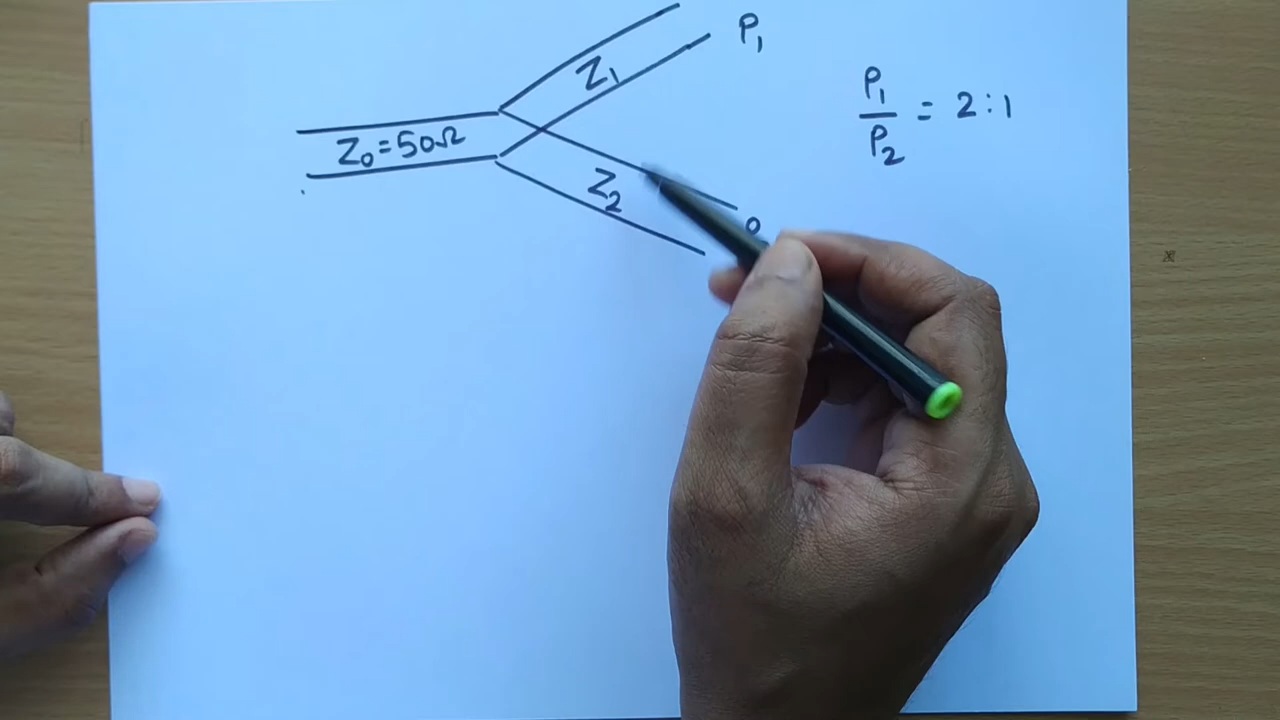 P₁
Z₁
P₁/P₂ = 2:1
Z₀ = 50Ω
Z₂